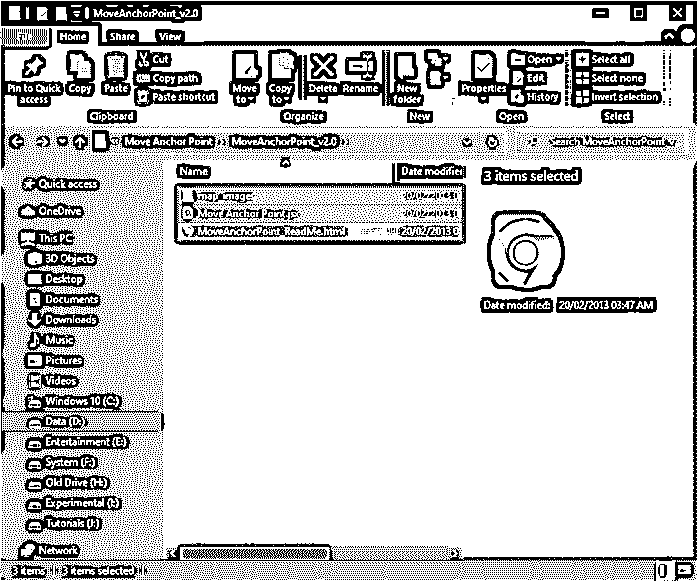 MoveAnchorPoint_v2.0
Home Share View
Pin to Quick access
Copy
Paste
Cut
Copy path
Paste shortcut
Clipboard
Move to
Copy to
Delete
Rename
Organize
New folder
New
Properties
Open
Edit
History
Open
Select all
Select none
Invert selection
Select
Move Anchor Point MoveAnchorPoint_v2.0
Search MoveAnchorPoint_v
Quick access
OneDrive
This PC
3D Objects
Desktop
Documents
Downloads
Music
Pictures
Videos
Windows 10 (C:)
Data (D:)
Entertainment (E:)
System (F:)
Old Drive (H:)
Experimental (I:)
Tutorials (J:)
Network
Name Date modified
map_image 20/02/2013 0
Move Anchor Point.js 20/02/2013 0
MoveAnchorPoint_ReadMe.html 20/02/2013 0
3 items selected
Date modified: 20/02/2013 03:47 AM
3 items 3 items selected